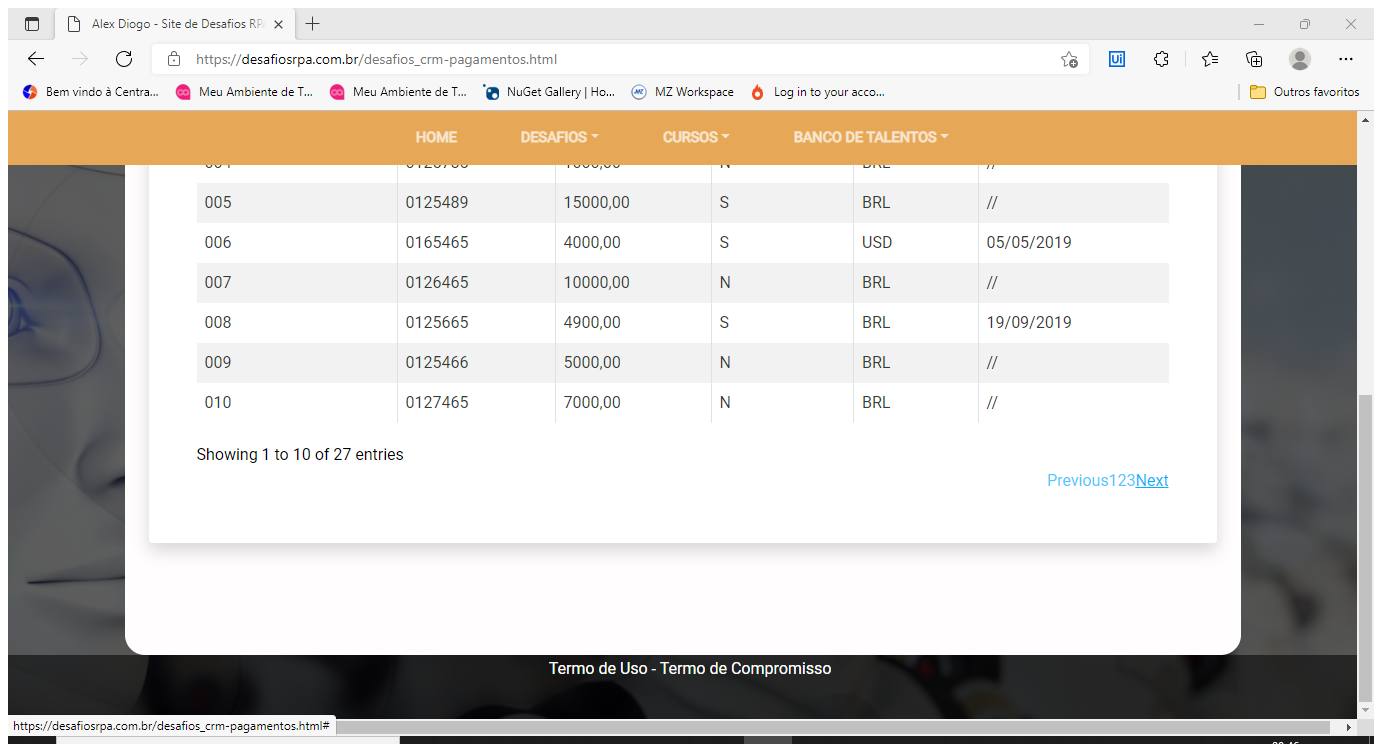 Alex Diogo - Site de Desafios RP
https://desafiosrpa.com.br/desafios_crm-pagamentos.html
Ui
Bem vindo à Centra... Meu Ambiente de T... Meu Ambiente de T... NuGet Gallery | Ho... MZ Workspace Log in to your acco... Outros favoritos
HOME DESAFIOS CURSOS BANCO DE TALENTOS
005 0125489 15000,00 S BRL //
006 0165465 4000,00 S USD 05/05/2019
007 0126465 10000,00 N BRL //
008 0125665 4900,00 S BRL 19/09/2019
009 0125466 5000,00 N BRL //
010 0127465 7000,00 N BRL //
Showing 1 to 10 of 27 entries
Previous123Next
Termo de Uso - Termo de Compromisso
https://desafiosrpa.com.br/desafios_crm-pagamentos.html#